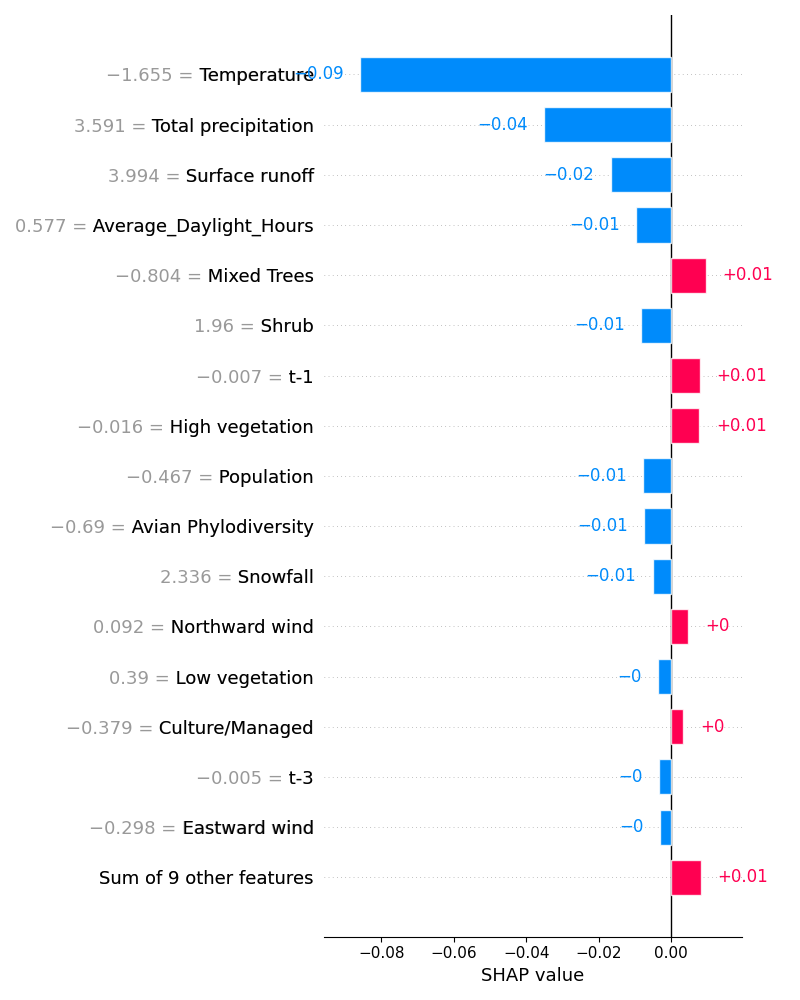 −1.655 = Temperature −0.09
3.591 = Total precipitation −0.04
3.994 = Surface runoff −0.02
0.577 = Average_Daylight_Hours −0.01
−0.804 = Mixed Trees +0.01
1.96 = Shrub −0.01
−0.007 = t-1 +0.01
−0.016 = High vegetation +0.01
−0.467 = Population −0.01
−0.69 = Avian Phylodiversity −0.01
2.336 = Snowfall −0.01
0.092 = Northward wind +0
0.39 = Low vegetation −0
−0.379 = Culture/Managed +0
−0.005 = t-3 −0
−0.298 = Eastward wind −0
Sum of 9 other features +0.01
−0.08 −0.06 −0.04 −0.02 0.00
SHAP value